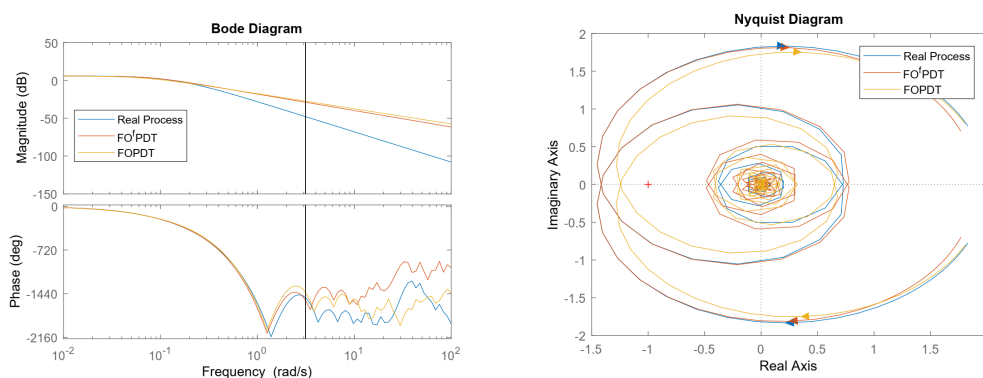 Bode Diagram
50
0
-50
-100
-150
Magnitude (dB)
Real Process
FOᶠPDT
FOPDT
0
-720
-1440
-2160
Phase (deg)
10⁻² 10⁻¹ 10⁰ 10¹ 10²
Frequency (rad/s)
Nyquist Diagram
2
1.5
1
0.5
0
-0.5
-1
-1.5
-2
Imaginary Axis
Real Process
FOᶠPDT
FOPDT
-1.5 -1 -0.5 0 0.5 1 1.5
Real Axis